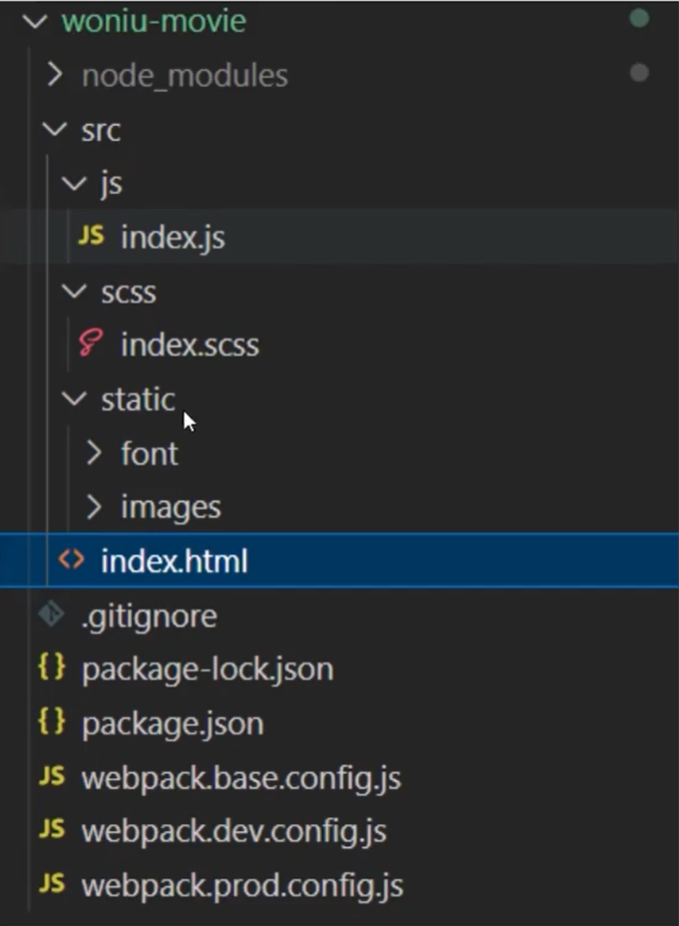 woniu-movie
node_modules
src
js
JS index.js
scss
index.scss
static
font
images
<> index.html
.gitignore
{} package-lock.json
{} package.json
JS webpack.base.config.js
JS webpack.dev.config.js
JS webpack.prod.config.js